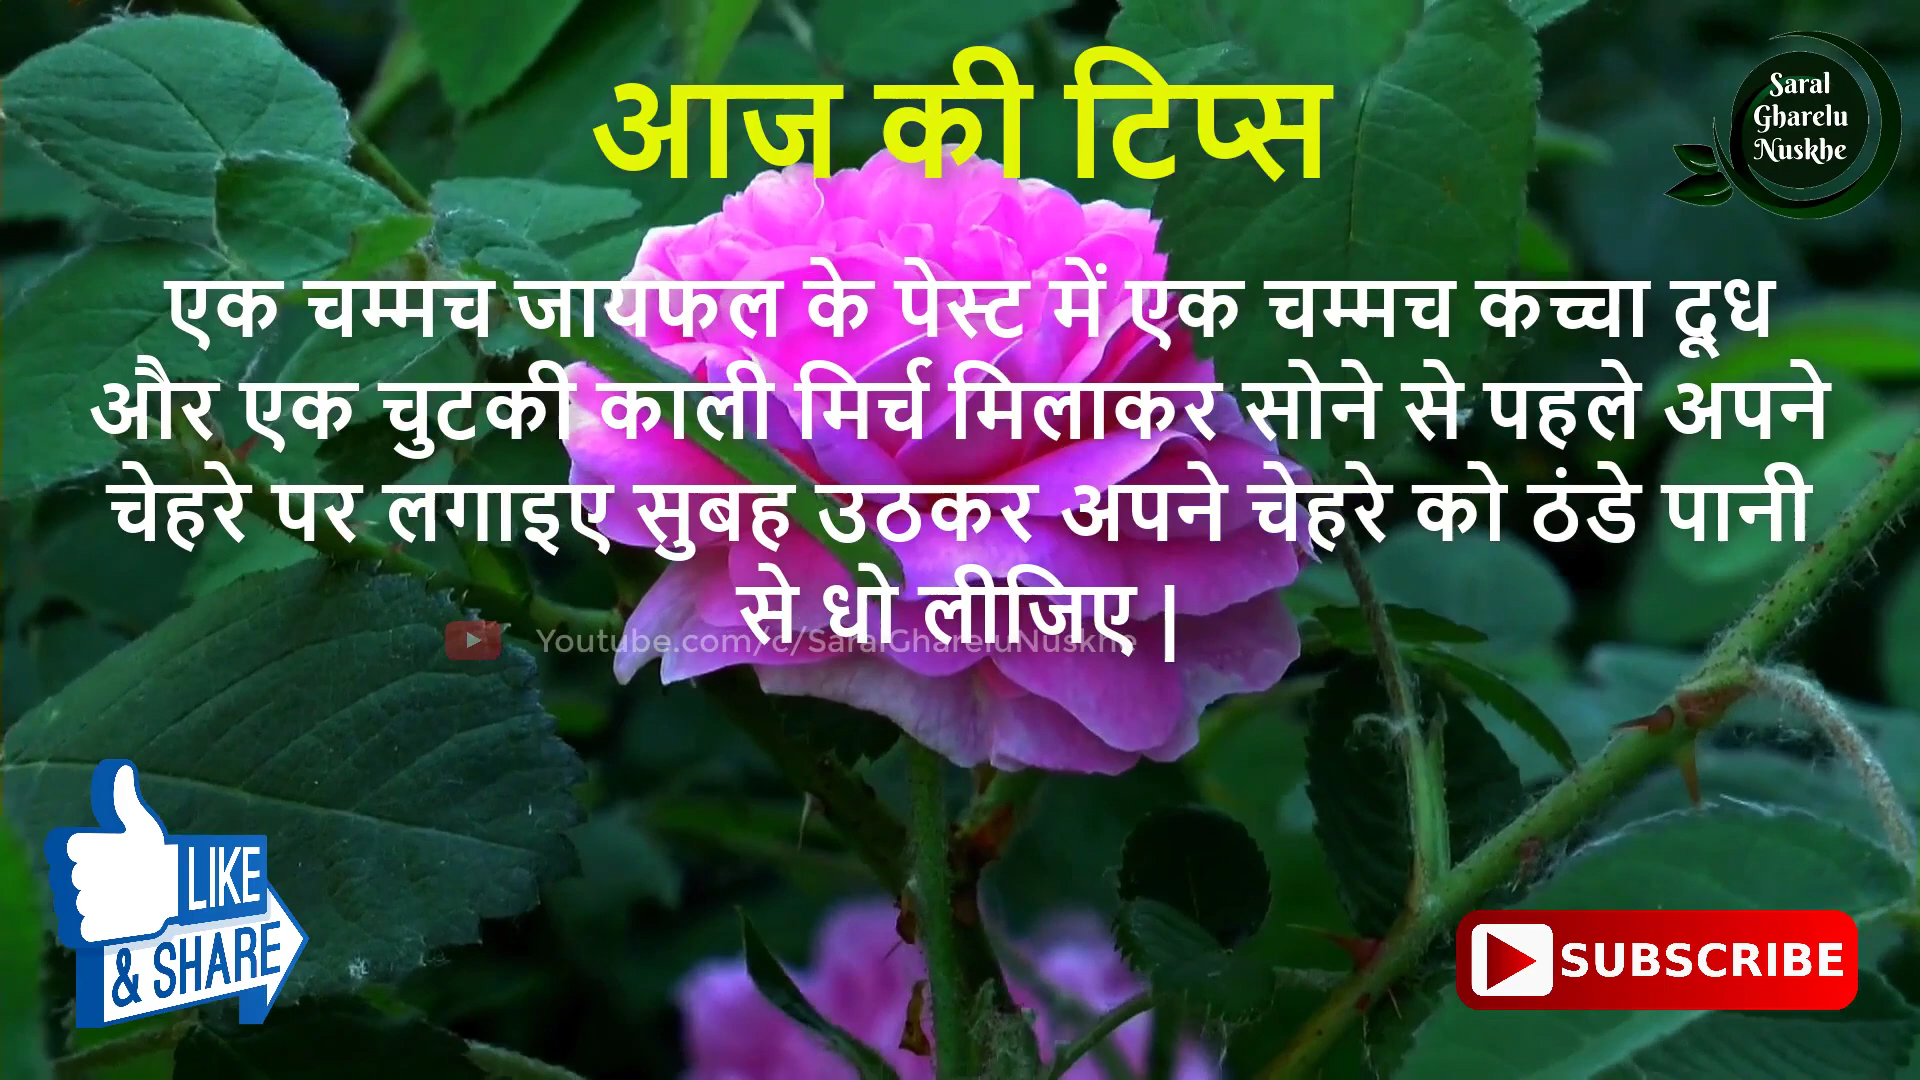 आज की टिप्स
Saral
Gharelu
Nuskhe
एक चम्मच जायफल के पेस्ट में एक चम्मच कच्चा दूध
और एक चुटकी काली मिर्च मिलाकर सोने से पहले अपने
चेहरे पर लगाइए सुबह उठकर अपने चेहरे को ठंडे पानी
से धो लीजिए |
Youtube.com/c/SaralGhareluNuskhe
LIKE
& SHARE
SUBSCRIBE